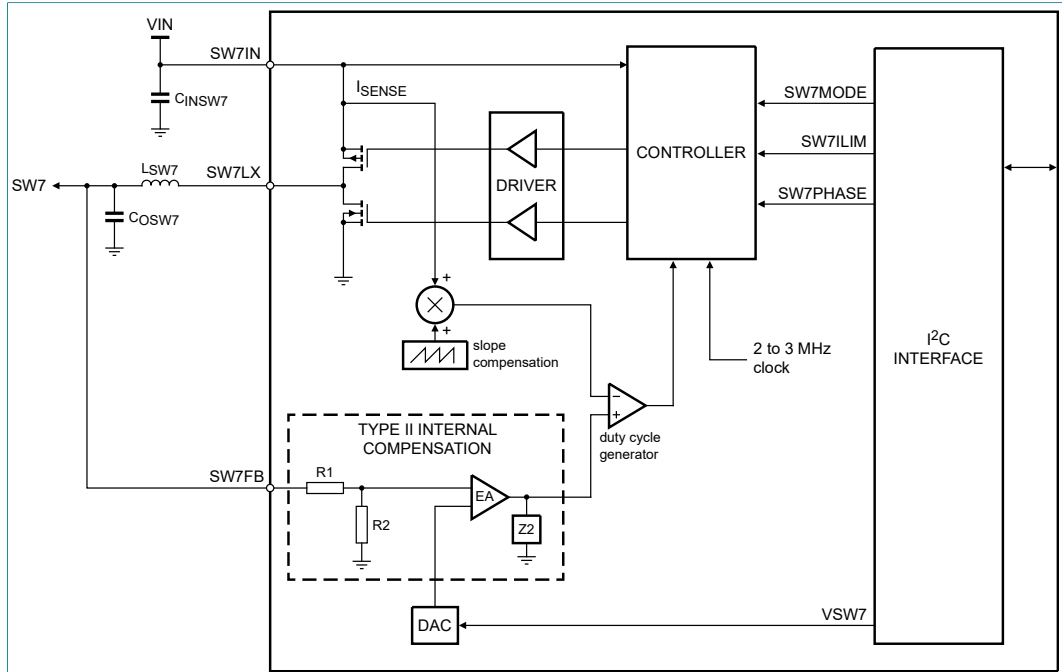 VIN
SW7IN
CINSW7
ISENSE
SW7MODE
SW7ILIM
SW7PHASE
CONTROLLER
DRIVER
LSW7
SW7LX
SW7
COSW7
+
+
slope
compensation
2 to 3 MHz
clock
I2C
INTERFACE
−
+
duty cycle
generator
TYPE II INTERNAL
COMPENSATION
SW7FB
R1
R2
EA
Z2
DAC
VSW7